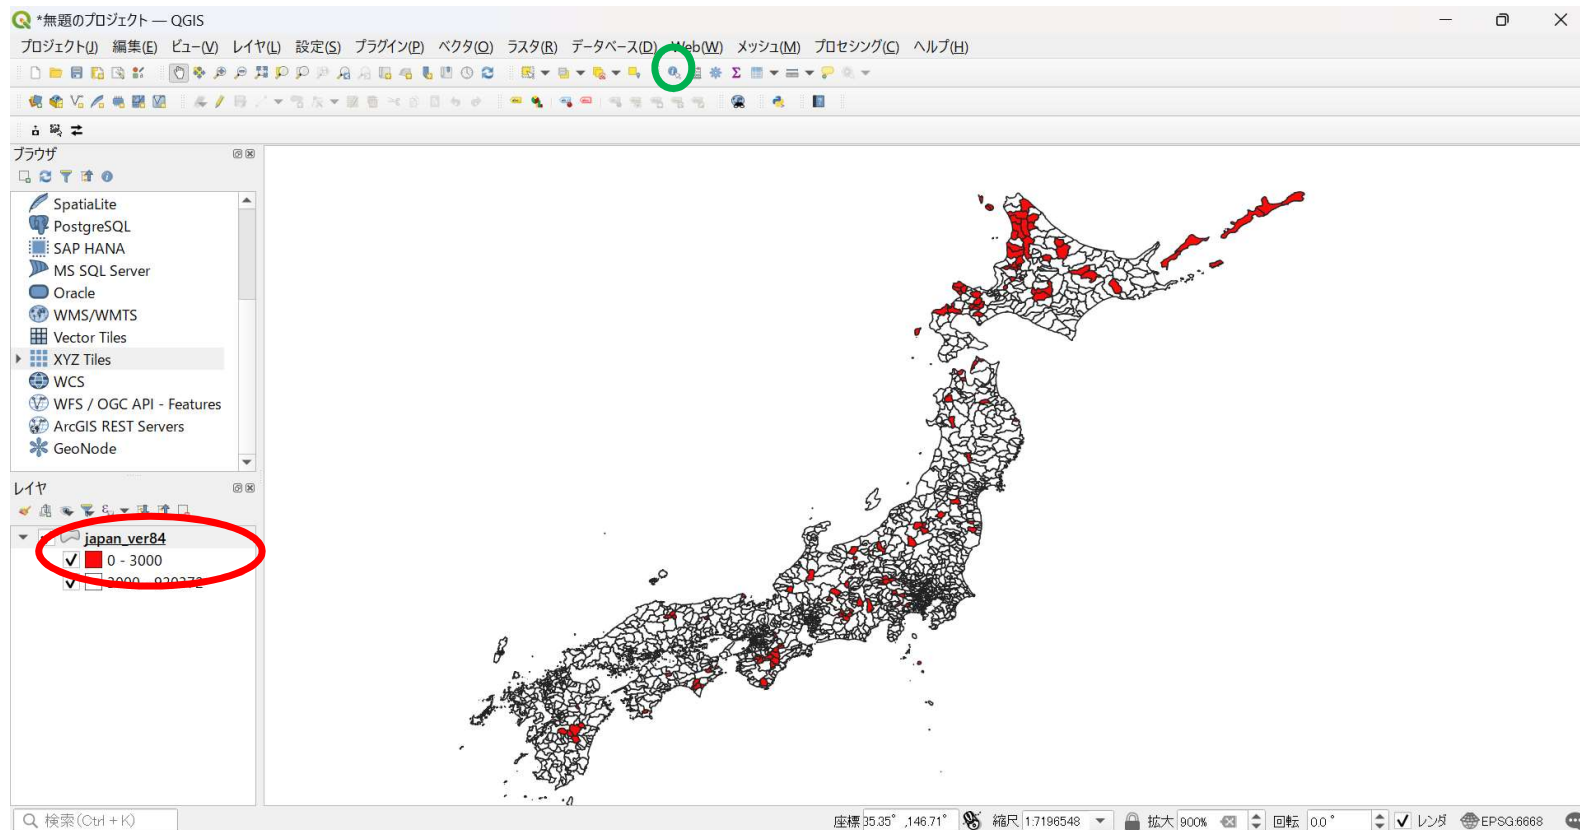 *無題のプロジェクト — QGIS
プロジェクト(J) 編集(E) ビュー(V) レイヤ(L) 設定(S) プラグイン(P) ベクタ(O) ラスタ(R) データベース(D) Web(W) メッシュ(M) プロセシング(C) ヘルプ(H)
ブラウザ
SpatiaLite
PostgreSQL
SAP HANA
MS SQL Server
Oracle
WMS/WMTS
Vector Tiles
XYZ Tiles
WCS
WFS / OGC API - Features
ArcGIS REST Servers
GeoNode
レイヤ
japan_ver84
0 - 3000
3000 - 920372
検索(Ctrl + K)
座標 35.35° ,146.71° 縮尺 1:7196548 拡大 900% 回転 0.0 ° レンダ EPSG:6668